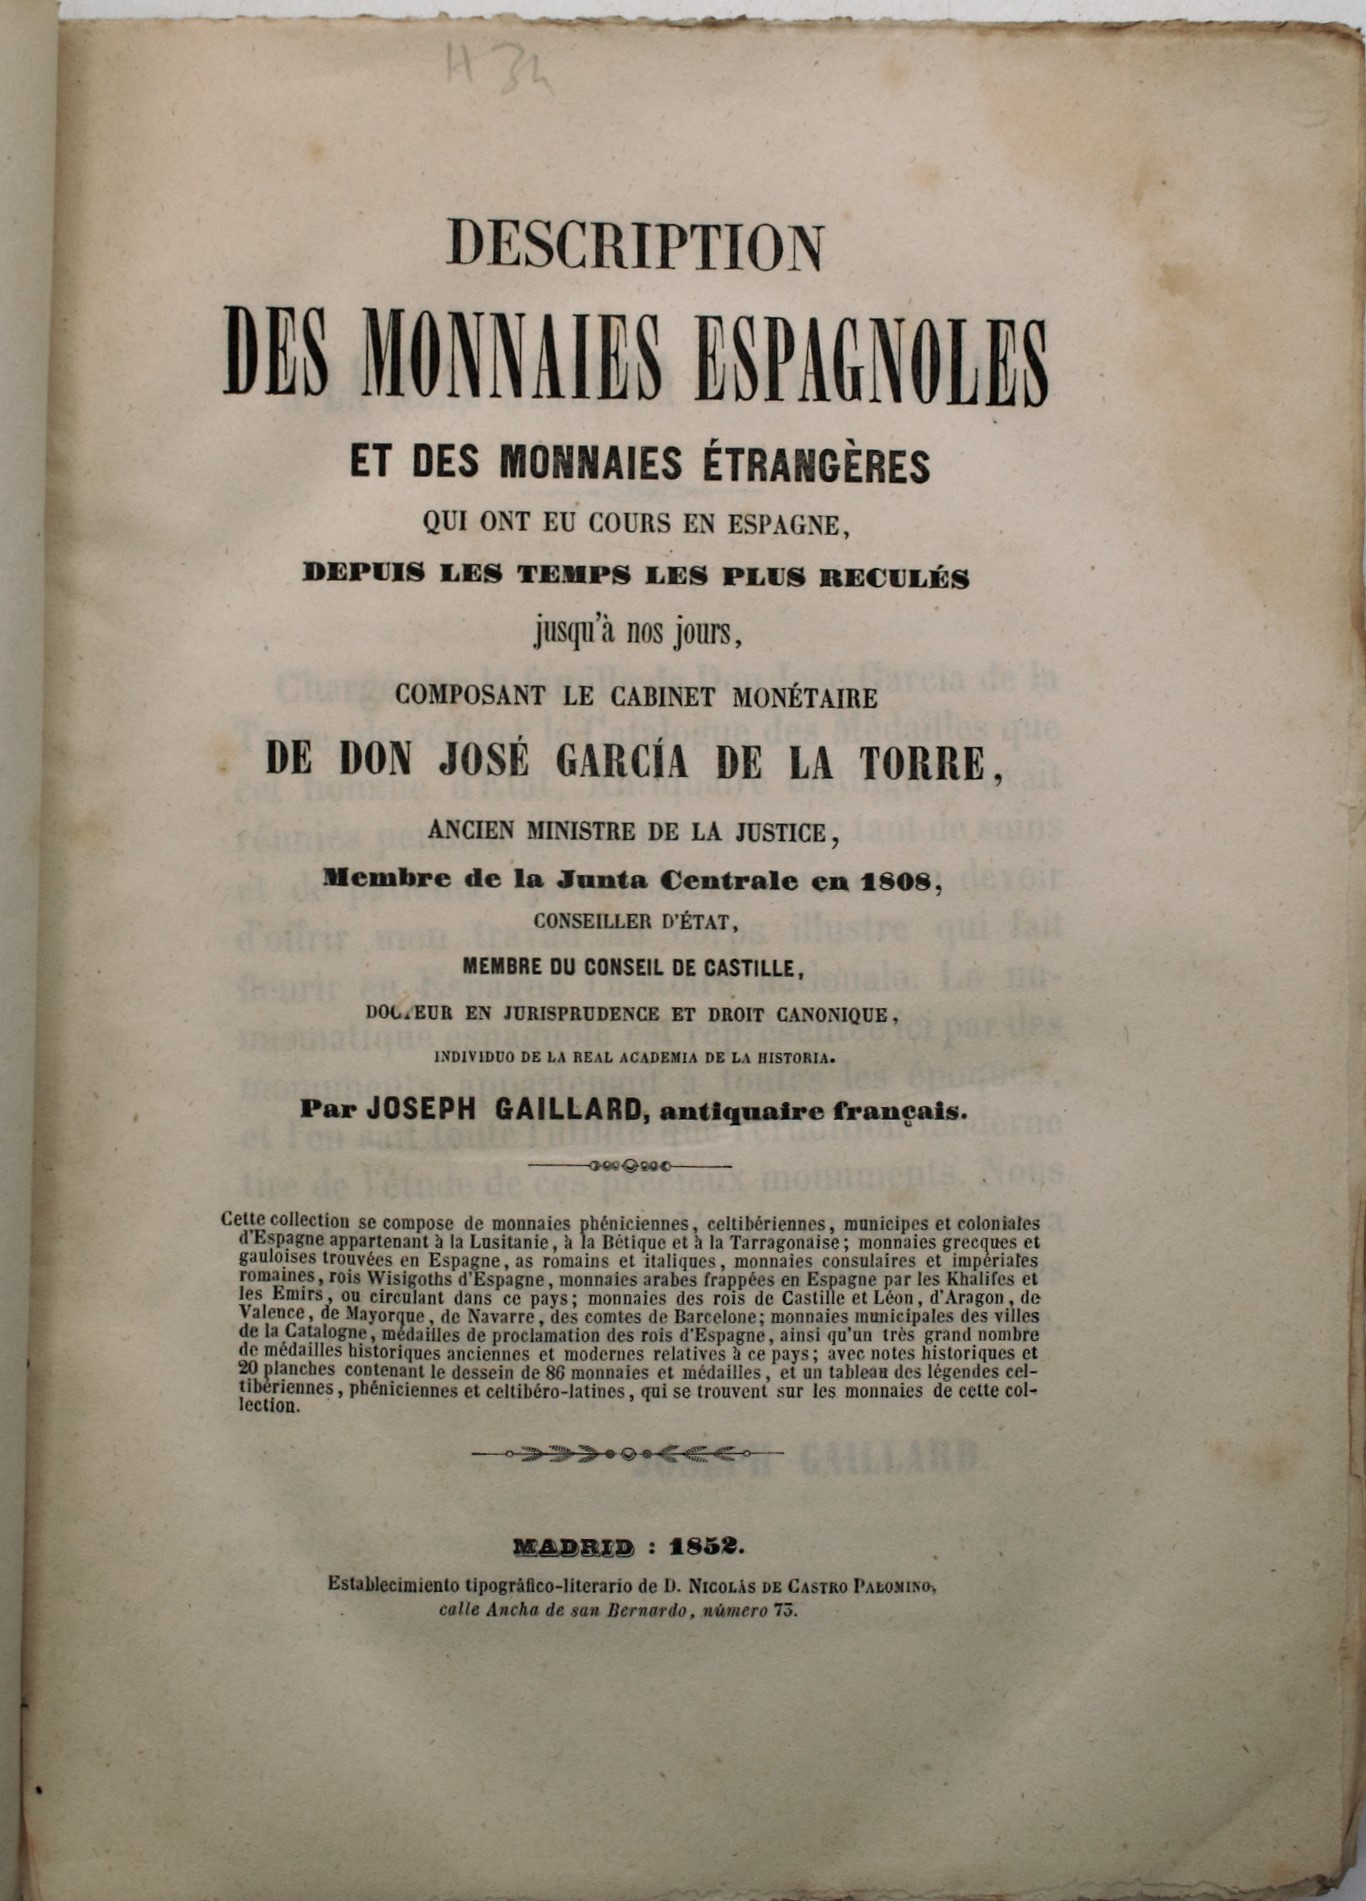 H 34
DESCRIPTION
DES MONNAIES ESPAGNOLES
ET DES MONNAIES ÉTRANGÈRES
QUI ONT EU COURS EN ESPAGNE,
DEPUIS LES TEMPS LES PLUS RECULÉS
jusqu'à nos jours,
COMPOSANT LE CABINET MONÉTAIRE
DE DON JOSÉ GARCÍA DE LA TORRE,
ANCIEN MINISTRE DE LA JUSTICE,
Membre de la Junta Centrale en 1808,
CONSEILLER D'ÉTAT,
MEMBRE DU CONSEIL DE CASTILLE,
DOCTEUR EN JURISPRUDENCE ET DROIT CANONIQUE,
INDIVIDUO DE LA REAL ACADEMIA DE LA HISTORIA.
Par JOSEPH GAILLARD, antiquaire français.
Cette collection se compose de monnaies phéniciennes, celtibériennes, municipes et coloniales
d'Espagne appartenant à la Lusitanie, à la Bétique et à la Tarragonaise; monnaies grecques et
gauloises trouvées en Espagne, as romains et italiques, monnaies consulaires et impériales
romaines, rois Wisigoths d'Espagne, monnaies arabes frappées en Espagne par les Khalifes et
les Emirs, ou circulant dans ce pays; monnaies des rois de Castille et Léon, d'Aragon, de
Valence, de Mayorque, de Navarre, des comtes de Barcelone; monnaies municipales des villes
de la Catalogne, médailles de proclamation des rois d'Espagne, ainsi qu'un très grand nombre
de médailles historiques anciennes et modernes relatives à ce pays; avec notes historiques et
20 planches contenant le dessein de 86 monnaies et médailles, et un tableau des légendes cel-
tibériennes, phéniciennes et celtibéro-latines, qui se trouvent sur les monnaies de cette col-
lection.
MADRID : 1852.
Establecimiento tipográfico-literario de D. NICOLÁS DE CASTRO PALOMINO,
calle Ancha de san Bernardo, número 73.